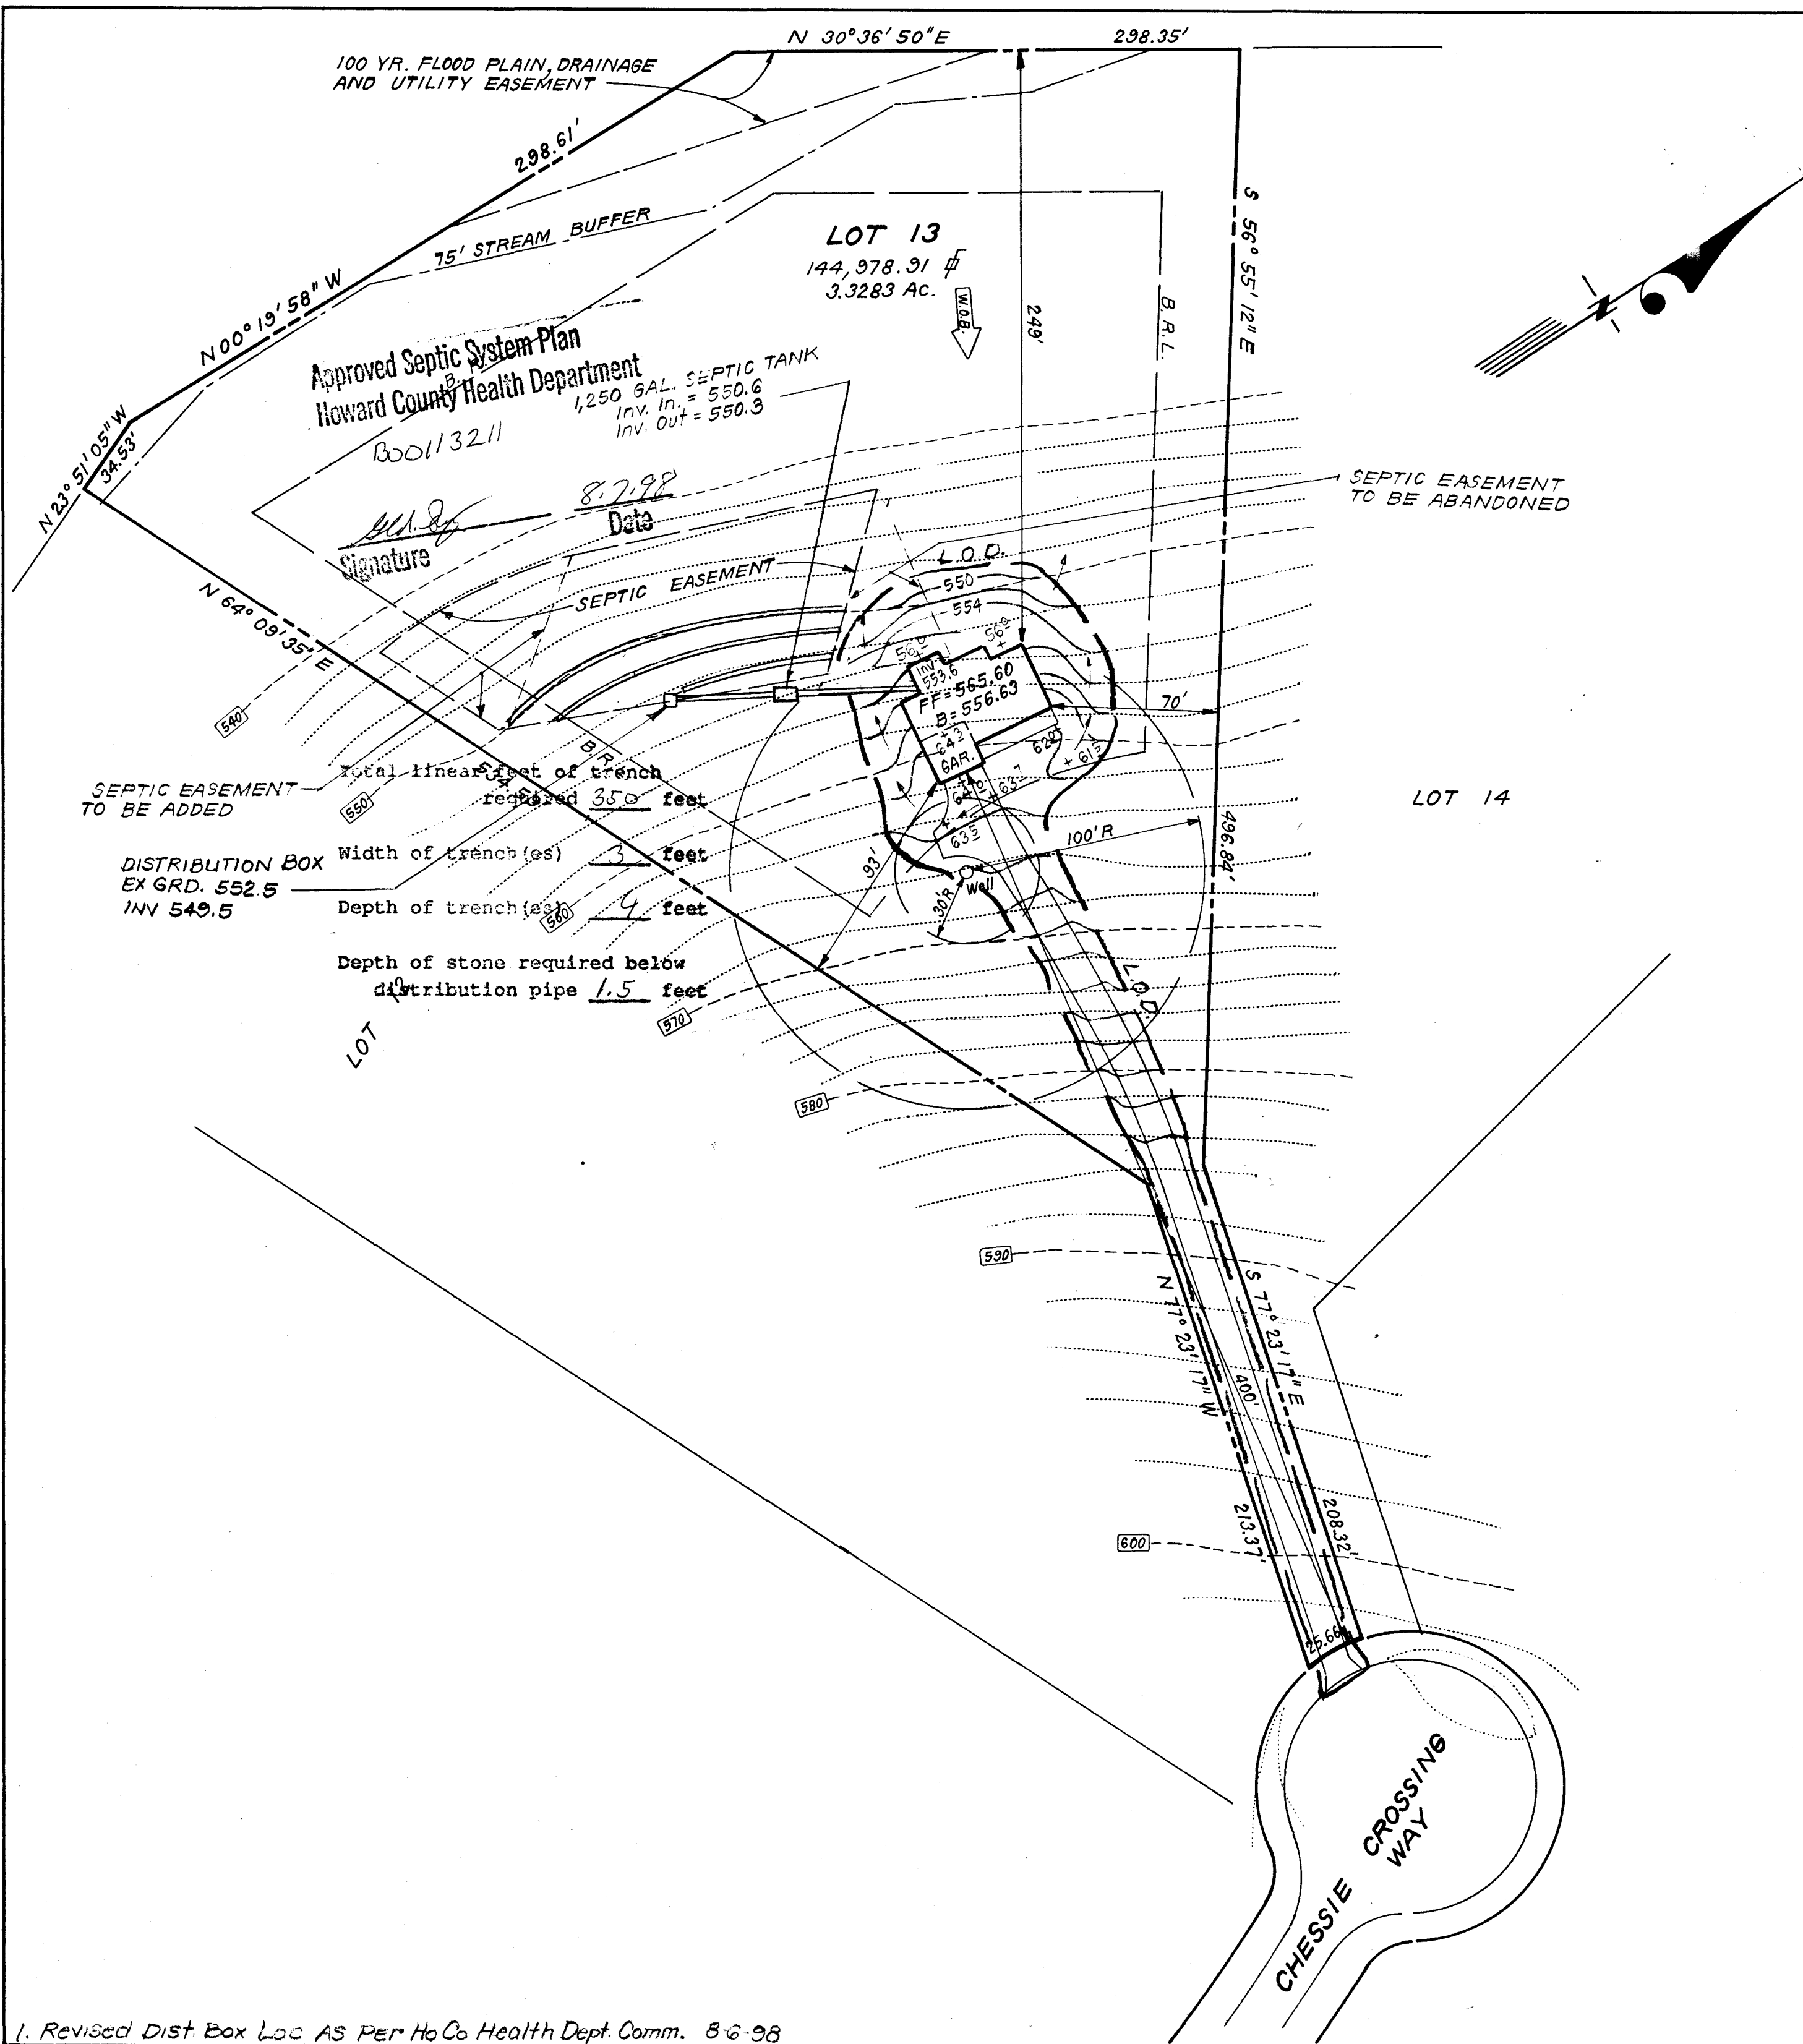 N 30°36'50"E
298.35'
100 YR. FLOOD PLAIN, DRAINAGE
AND UTILITY EASEMENT
298.61'
75' STREAM BUFFER
N 00°19'58" W
LOT 13
144,978.91
3.3283 Ac.
W.O.B.
249'
B.R.L.
S 56°55'12" E
N
Approved Septic System Plan
Howard County Health Department
B00113211
1,250 GAL. SEPTIC TANK
Inv. In. = 550.6
Inv. Out = 550.3
N 23°51'05" W
34.53'
8.7.98
Date
Signature
SEPTIC EASEMENT
TO BE ABANDONED
SEPTIC EASEMENT
L.O.D.
550
554
N 64°09'35" E
Inv.
553.6
FF = 565.60
B = 556.63
GAR.
70'
540
B.R.
SEPTIC EASEMENT
TO BE ADDED
550
Total linear feet of trench
required 350 feet
DISTRIBUTION BOX
EX GRD. 552.5
INV 549.5
Width of trench(es) 3 feet
Depth of trench(es) 4 feet
560
Depth of stone required below
distribution pipe 1.5 feet
93'
635
+ 637
+ 615
100'R
Well
30'R
496.84'
LOT 14
L.O.D.
LOT
570
580
590
600
N 77°23'17" W
S 77°23'17" E
400'
213.37'
208.32'
25.66'
CHESSIE CROSSING
WAY
1. Revised Dist. Box Loc As Per Ho Co Health Dept. Comm. 8-6-98